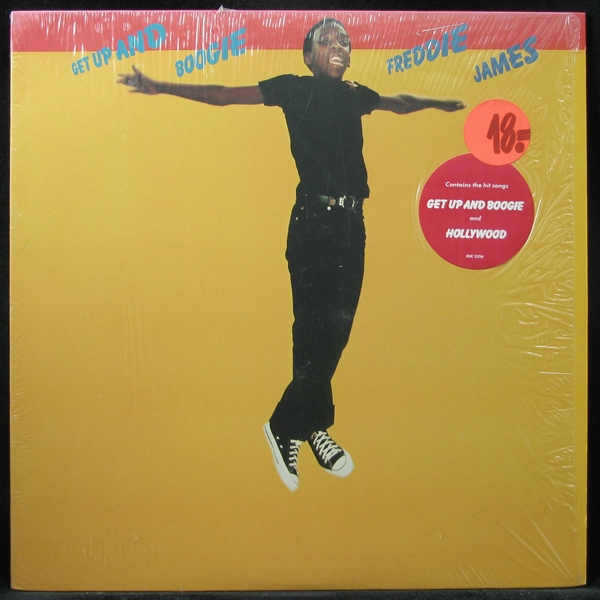 GET UP AND BOOGIE
FREDDIE JAMES
18.-
Contains the hit songs
GET UP AND BOOGIE
and
HOLLYWOOD
BSK 3356